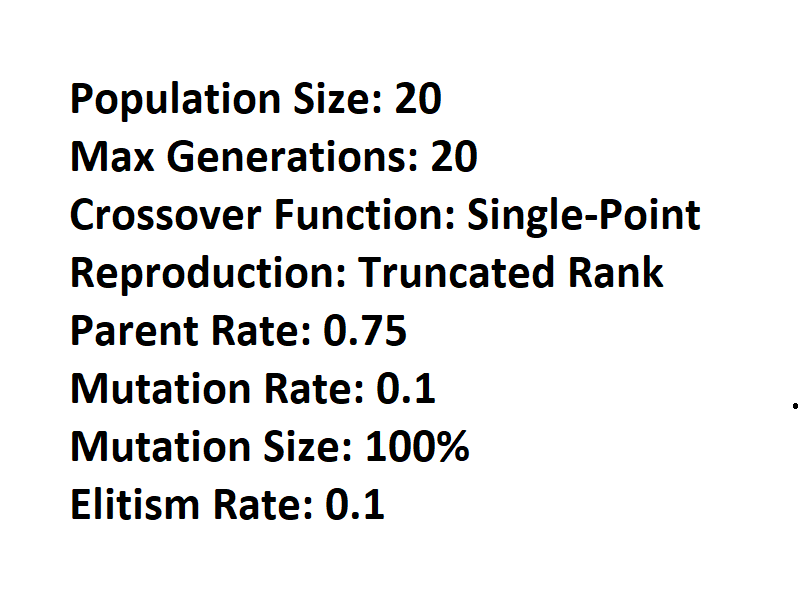 Population Size: 20
Max Generations: 20
Crossover Function: Single-Point
Reproduction: Truncated Rank
Parent Rate: 0.75
Mutation Rate: 0.1
Mutation Size: 100%
Elitism Rate: 0.1